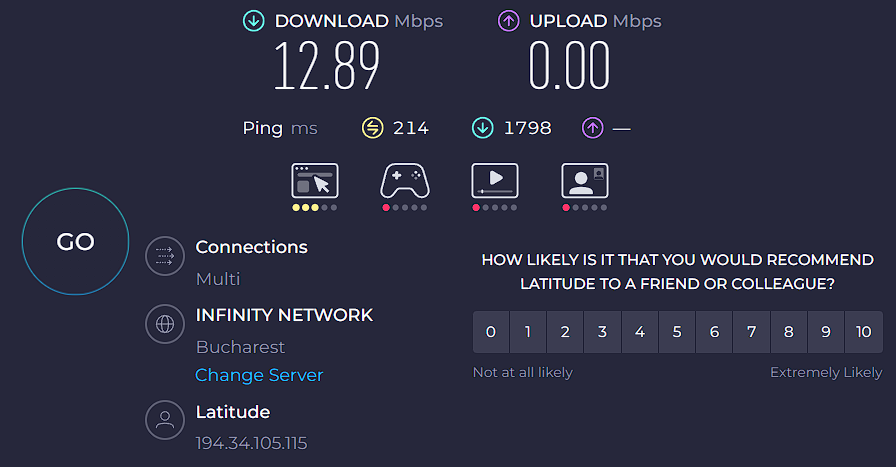 DOWNLOAD Mbps
UPLOAD Mbps
12.89
0.00
Ping ms 214 1798 —
GO
Connections
Multi
INFINITY NETWORK
Bucharest
Change Server
Latitude
194.34.105.115
HOW LIKELY IS IT THAT YOU WOULD RECOMMEND
LATITUDE TO A FRIEND OR COLLEAGUE?
0 1 2 3 4 5 6 7 8 9 10
Not at all likely
Extremely Likely